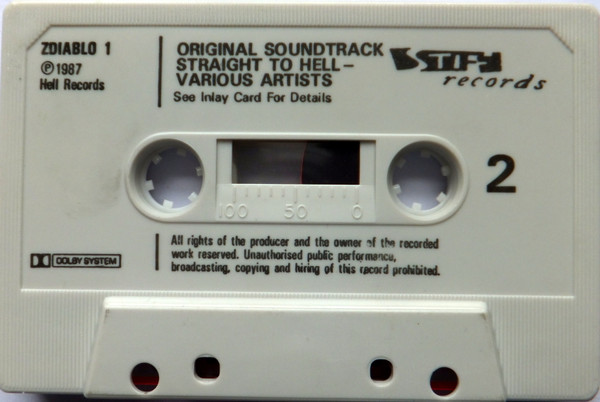 ZDIABLO 1
℗1987
Hell Records
ORIGINAL SOUNDTRACK
STRAIGHT TO HELL–
VARIOUS ARTISTS
See Inlay Card For Details
STIFF
records
2
100 50 0
DOLBY SYSTEM
All rights of the producer and the owner of the recorded
work reserved. Unauthorised public performance,
broadcasting, copying and hiring of this record prohibited.